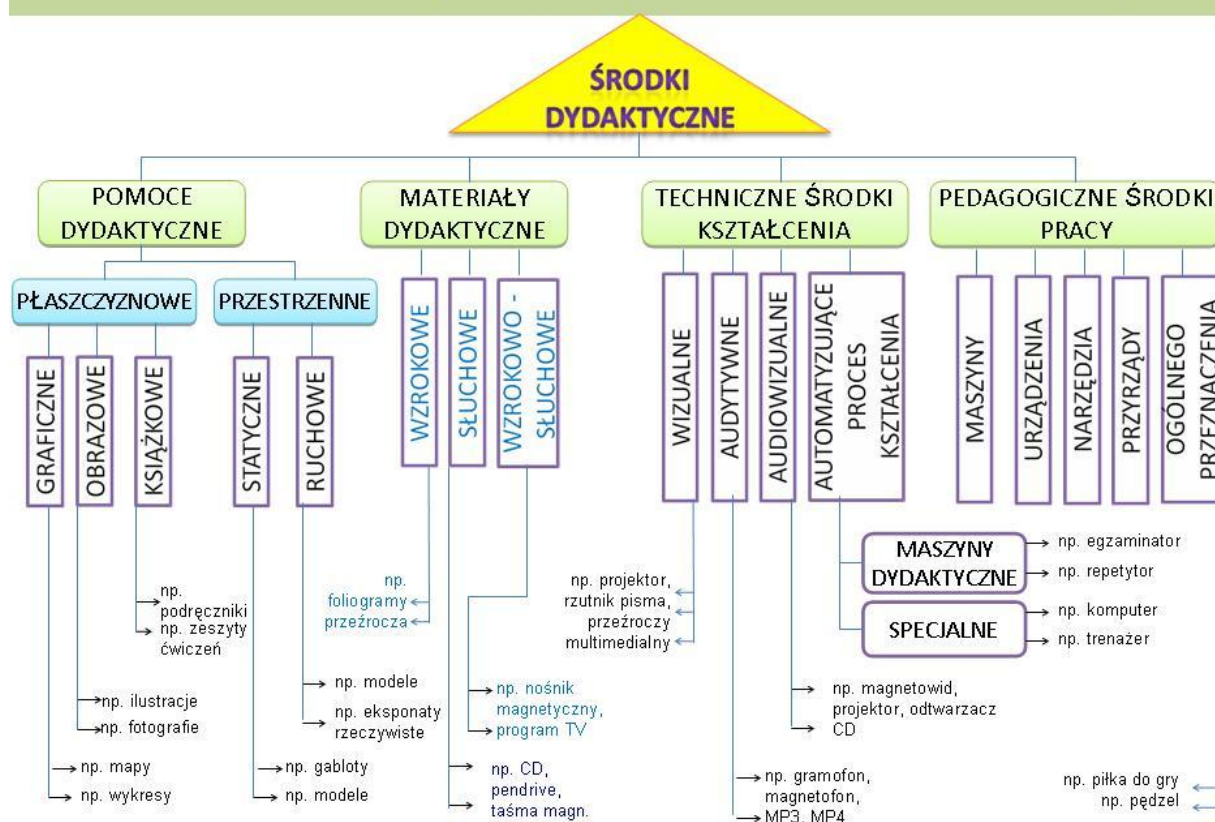 ŚRODKI
DYDAKTYCZNE
POMOCE
DYDAKTYCZNE
MATERIAŁY
DYDAKTYCZNE
TECHNICZNE ŚRODKI
KSZTAŁCENIA
PEDAGOGICZNE ŚRODKI
PRACY
PŁASZCZYZNOWE
PRZESTRZENNE
GRAFICZNE
OBRAZOWE
KSIĄŻKOWE
STATYCZNE
RUCHOWE
WZROKOWE
SŁUCHOWE
WZROKOWO -
SŁUCHOWE
WIZUALNE
AUDYTYWNE
AUDIOWIZUALNE
AUTOMATYZUJĄCE
PROCES
KSZTAŁCENIA
MASZYNY
URZĄDZENIA
NARZĘDZIA
PRZYRZĄDY
OGÓLNEGO
PRZEZNACZENIA
MASZYNY
DYDAKTYCZNE
np. egzaminator
np. repetytor
SPECJALNE
np. komputer
np. trenażer
np.
podręczniki
np. zeszyty
ćwiczeń
np.
foliogramy
przeźrocza
np. projektor,
rzutnik pisma,
przeźroczy
multimedialny
np. ilustracje
np. fotografie
np. modele
np. eksponaty
rzeczywiste
np. nośnik
magnetyczny,
program TV
np. magnetowid,
projektor, odtwarzacz
CD
np. mapy
np. wykresy
np. gabloty
np. modele
np. CD,
pendrive,
taśma magn.
np. gramofon,
magnetofon,
MP3, MP4
np. piłka do gry
np. pędzel